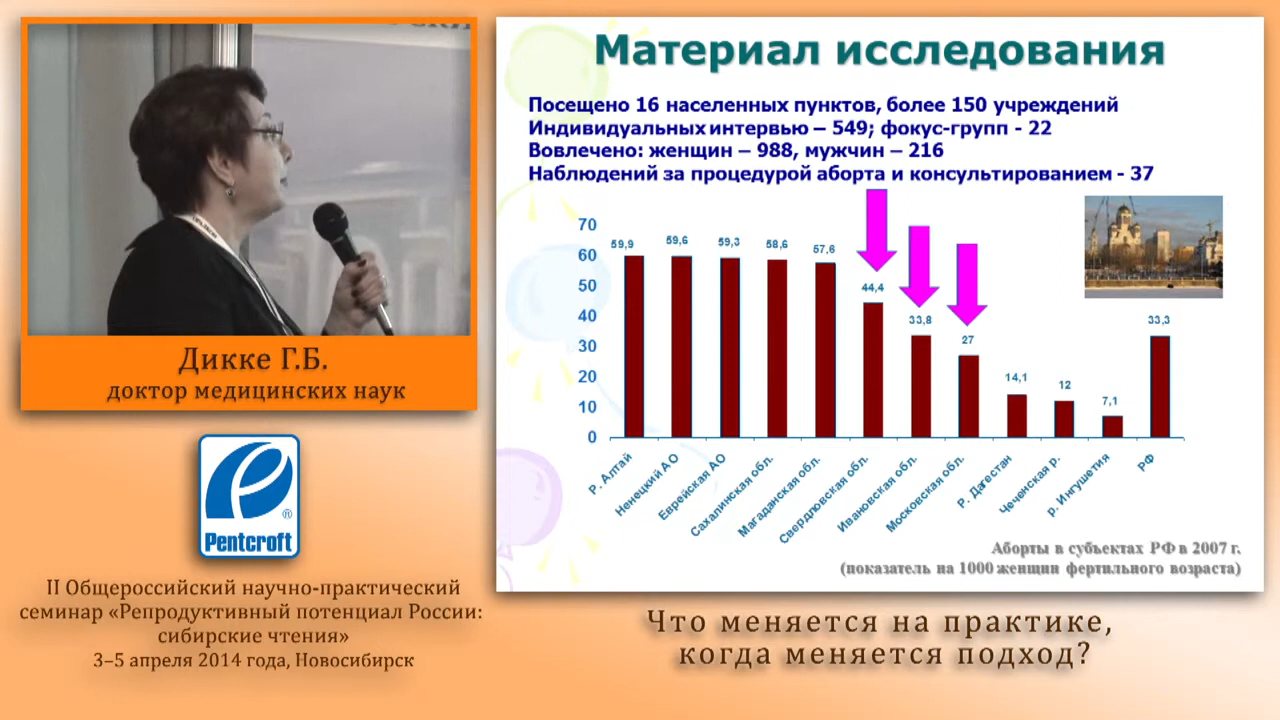 Дикке Г.Б.
доктор медицинских наук
Pentcroft
®
II Общероссийский научно-практический
семинар «Репродуктивный потенциал России:
сибирские чтения»
3–5 апреля 2014 года, Новосибирск
Материал исследования
Посещено 16 населенных пунктов, более 150 учреждений
Индивидуальных интервью – 549; фокус-групп - 22
Вовлечено: женщин – 988, мужчин – 216
Наблюдений за процедурой аборта и консультированием - 37
70
60
50
40
30
20
10
0
59,9
59,6
59,3
58,6
57,6
44,4
33,8
27
14,1
12
7,1
33,3
Р. Алтай
Ненецкий АО
Еврейская АО
Сахалинская обл.
Магаданская обл.
Свердловская обл.
Ивановская обл.
Московская обл.
Р. Дагестан
Чеченская р.
р. Ингушетия
РФ
Аборты в субъектах РФ в 2007 г.
(показатель на 1000 женщин фертильного возраста)
Что меняется на практике,
когда меняется подход?